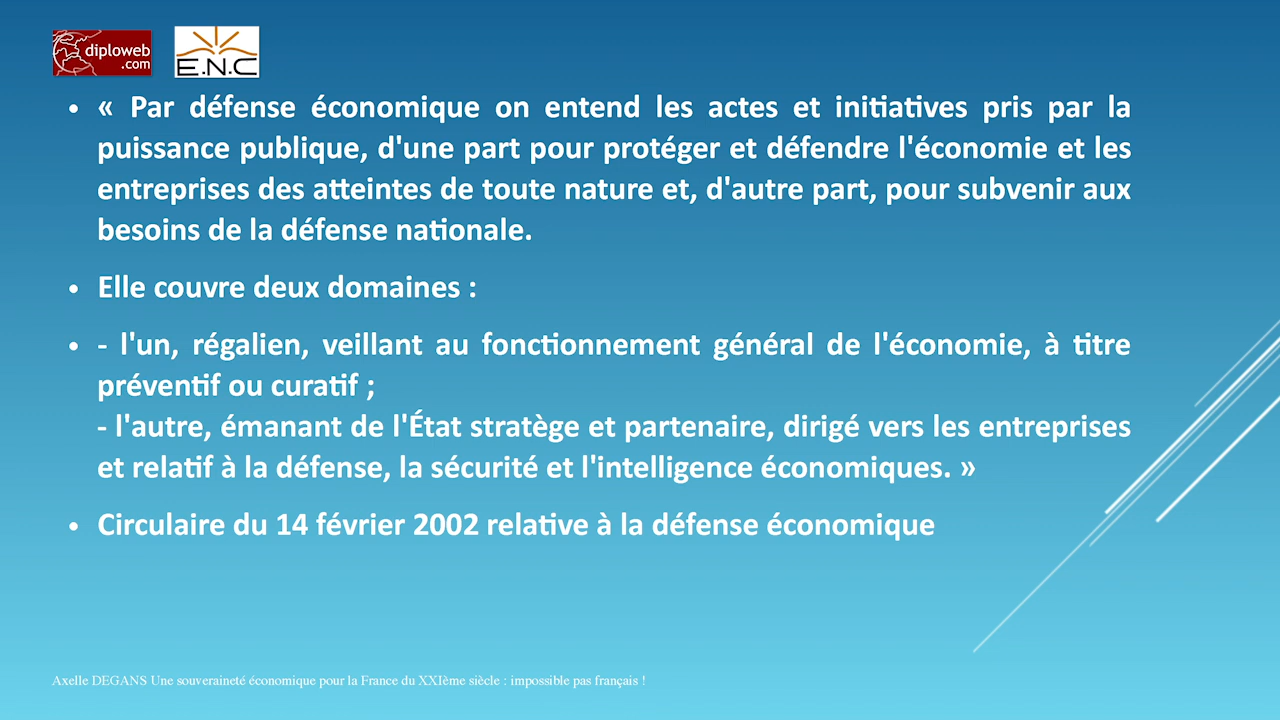 diploweb
.com
E.N.C
• « Par défense économique on entend les actes et initiatives pris par la
puissance publique, d'une part pour protéger et défendre l'économie et les
entreprises des atteintes de toute nature et, d'autre part, pour subvenir aux
besoins de la défense nationale.
• Elle couvre deux domaines :
• - l'un, régalien, veillant au fonctionnement général de l'économie, à titre
préventif ou curatif ;
- l'autre, émanant de l'État stratège et partenaire, dirigé vers les entreprises
et relatif à la défense, la sécurité et l'intelligence économiques. »
• Circulaire du 14 février 2002 relative à la défense économique
Axelle DEGANS Une souveraineté économique pour la France du XXIème siècle : impossible pas français !